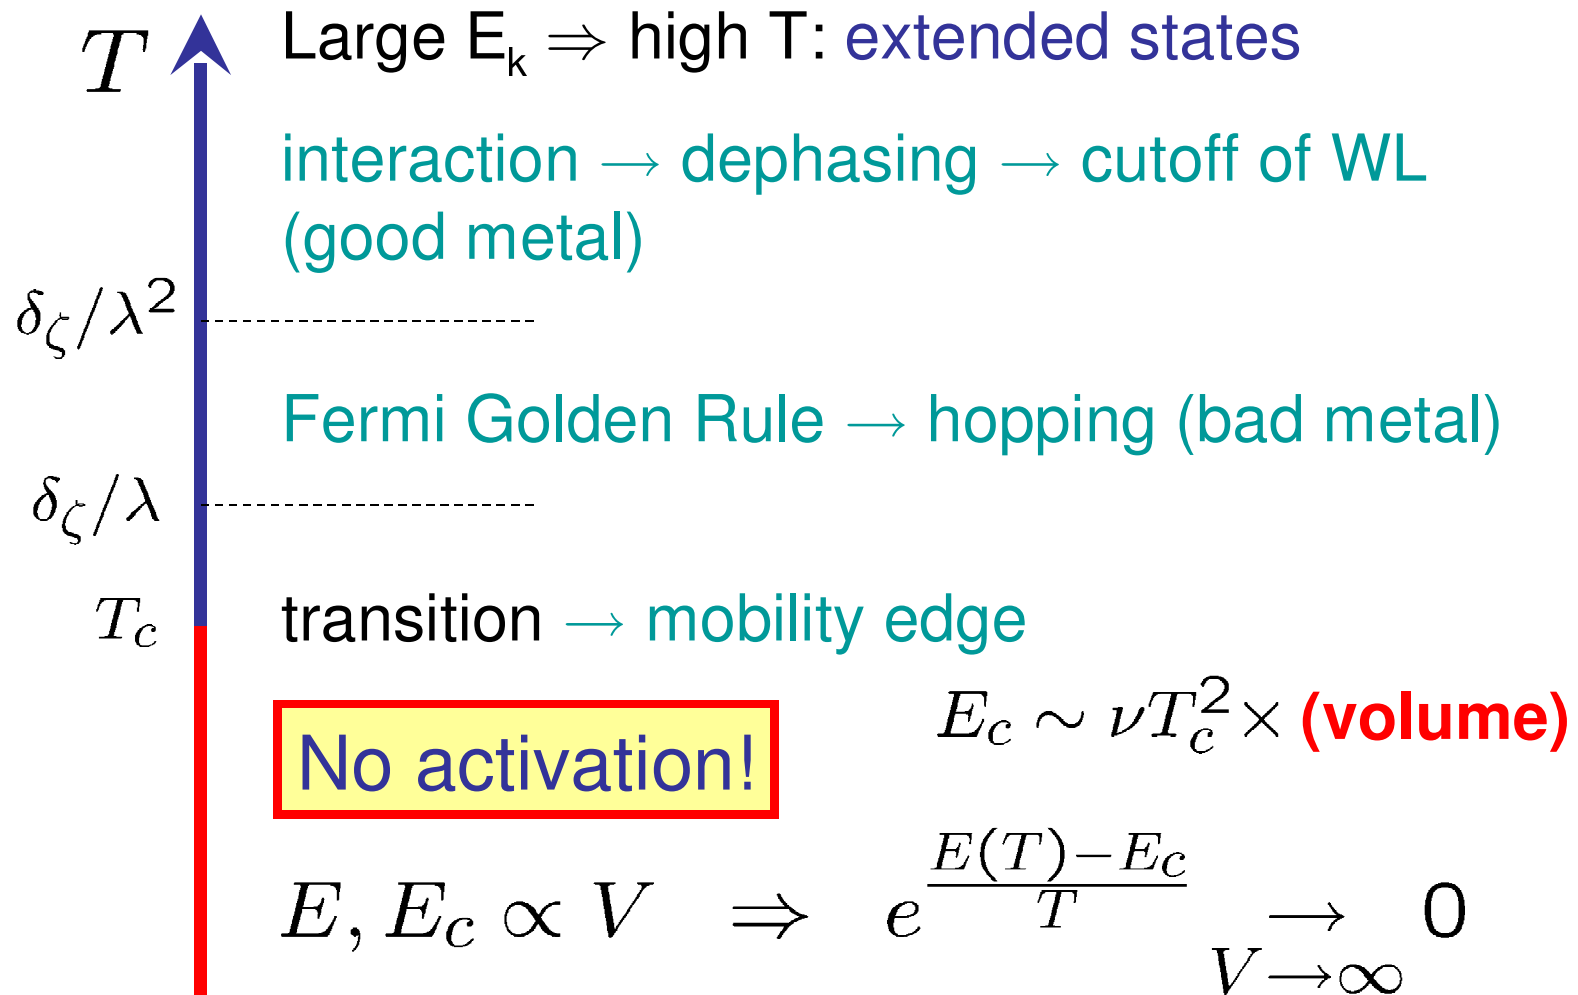 T
Large E_k ⇒ high T: extended states
interaction → dephasing → cutoff of WL
(good metal)
δ_ζ/λ²
Fermi Golden Rule → hopping (bad metal)
δ_ζ/λ
T_c
transition → mobility edge
E_c ∼ νT_c² × (volume)
No activation!
E, E_c ∝ V ⇒ e^{\frac{E(T)−E_c}{T}} →_{V→∞} 0